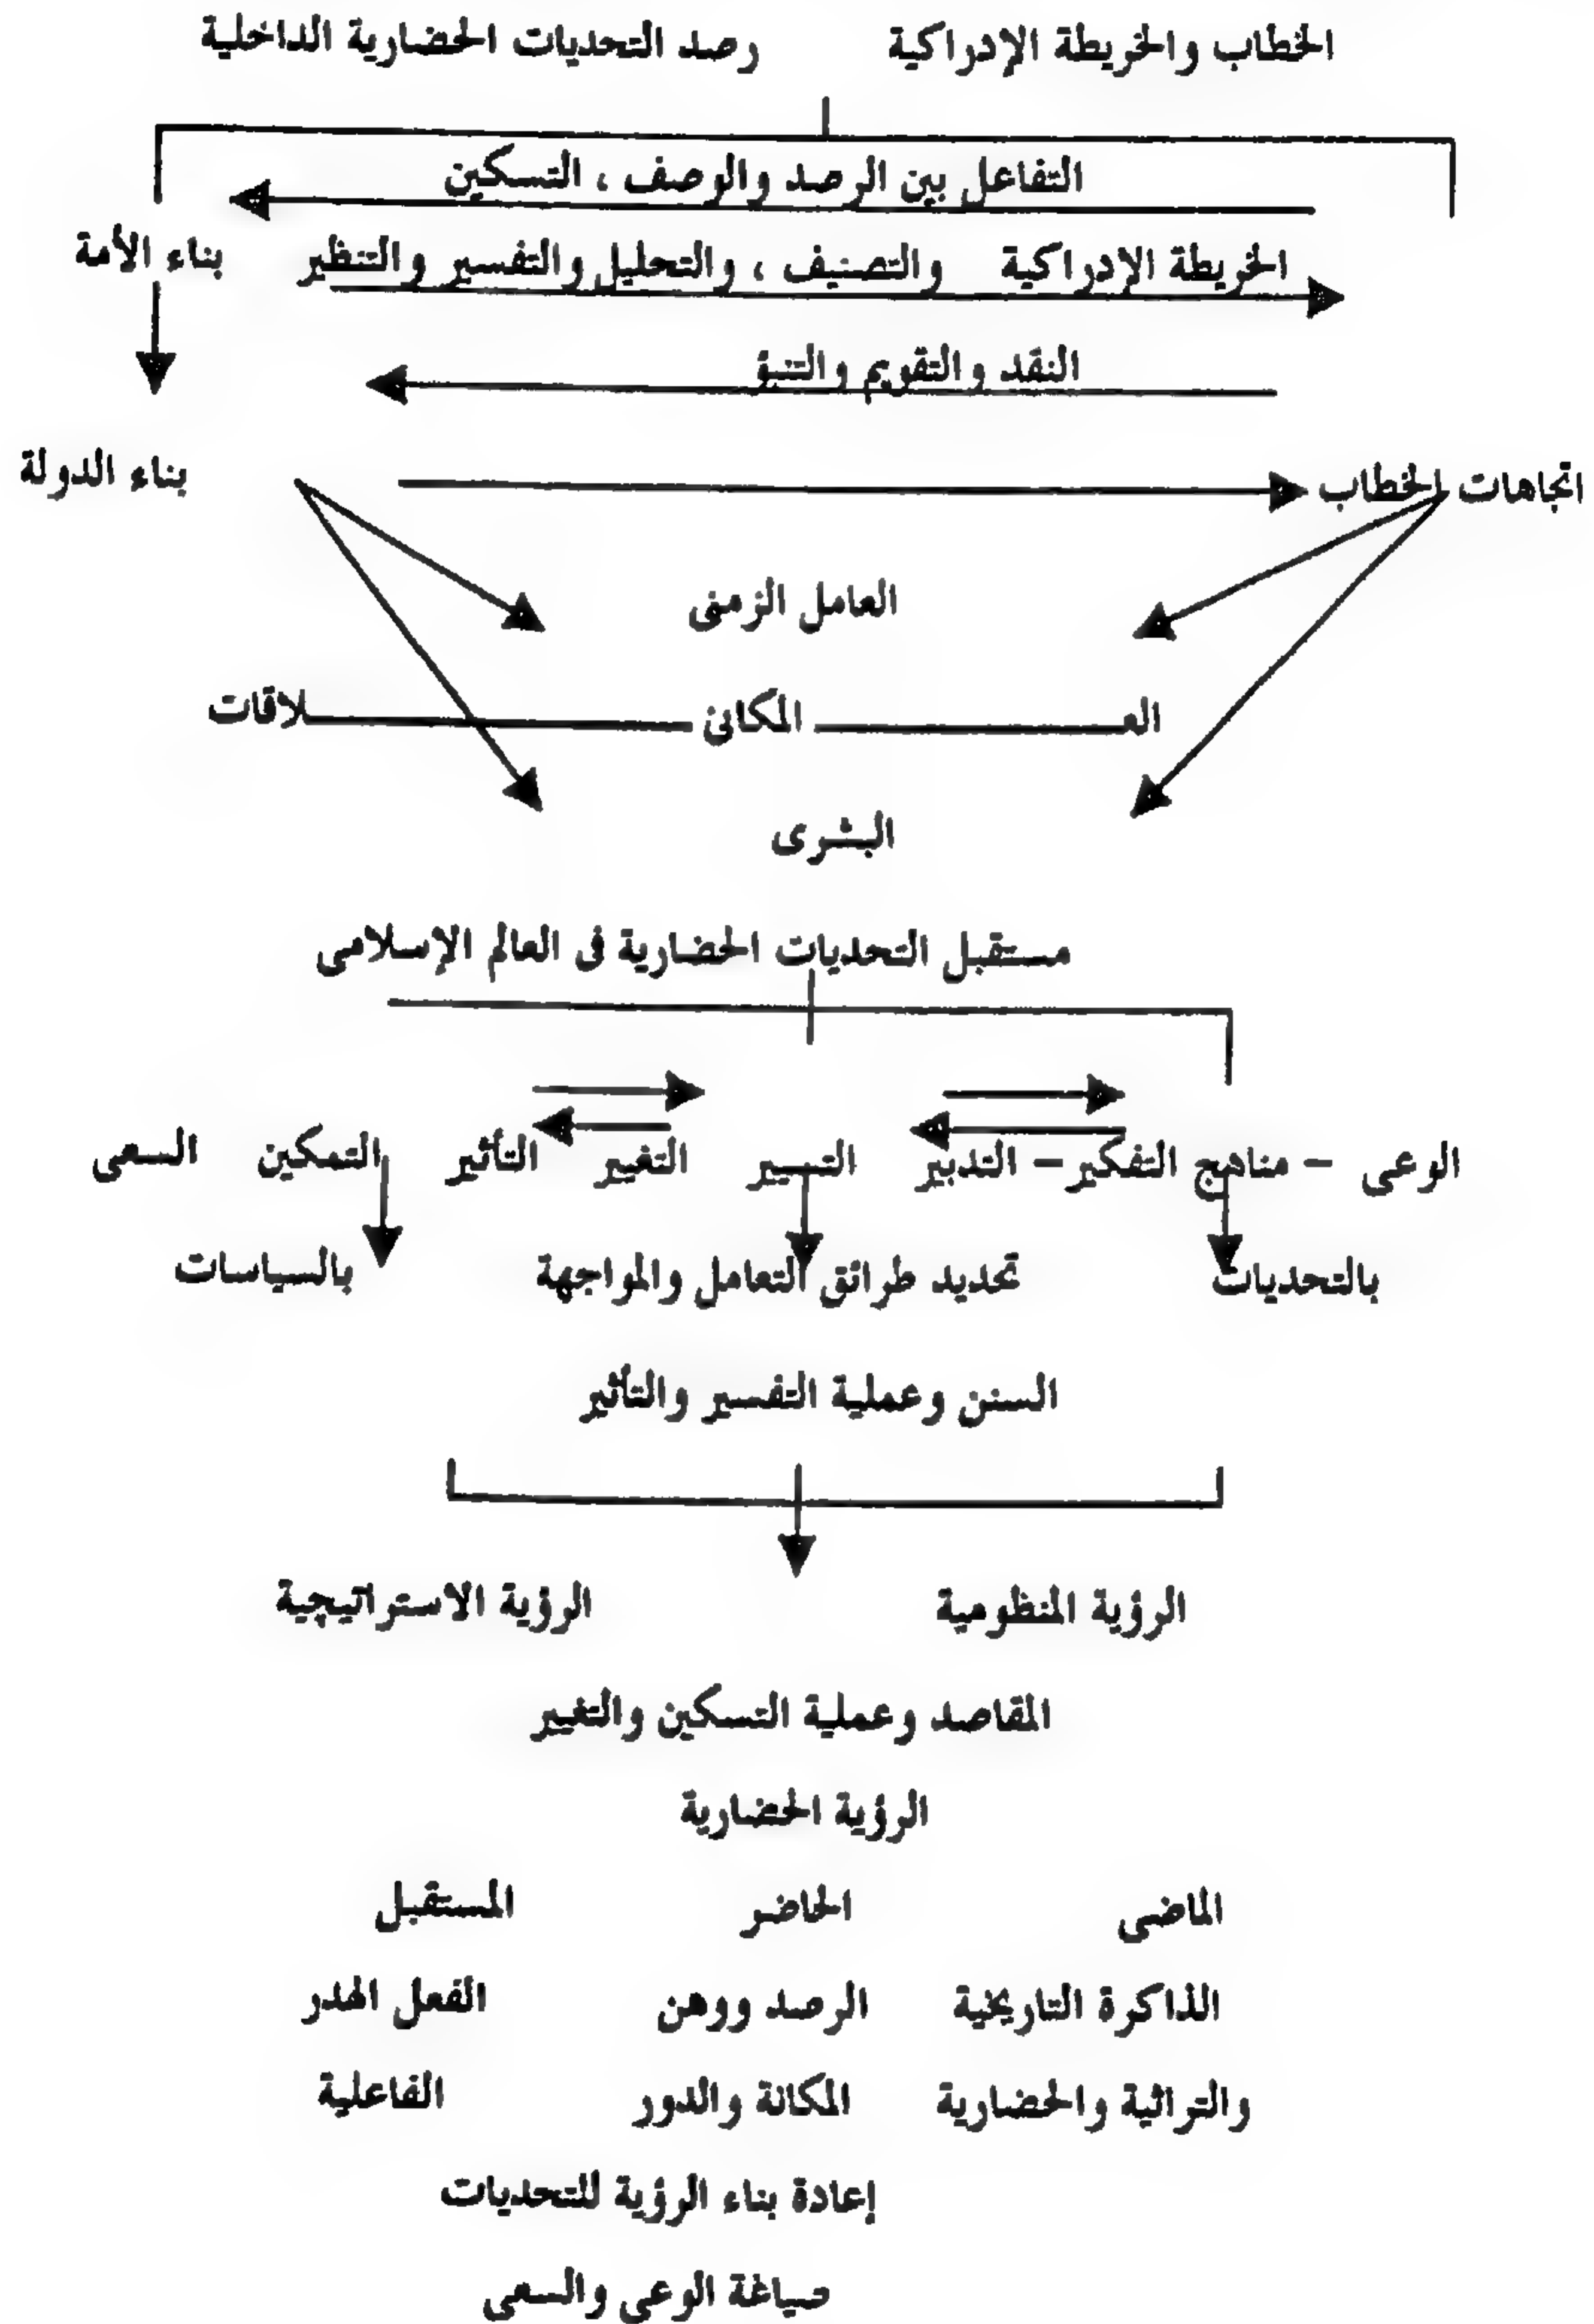 الخطاب والخريطة الإدراكية رصد التحديات الحضارية الداخلية
التفاعل بين الرصد والوصف ، التسكين
الخريطة الإدراكية والتصنيف ، والتحليل والتفسير والتنظير
بناء الأمة
النقد والتقويم والتنبؤ
اتجاهات الخطاب
بناء الدولة
العامل الزمنى
العـ المكانى ـلاقات
البشرى
مستقبل التحديات الحضارية فى العالم الإسلامى
الوعى – مناهج التفكير – التدبير التسيير التغيير التأثير التمكين السعى
بالتحديات تحديد طرائق التعامل والمواجهة بالسياسات
السنن وعملية التفسير والتأثير
الرؤية المنظومية الرؤية الاستراتيجية
المقاصد وعملية التسكين والتغيير
الرؤية الحضارية
الماضى الحاضر المستقبل
الذاكرة التاريخية الرصد ووهن الفعل الهدر
والتراثية والحضارية المكانة والدور الفاعلية
إعادة بناء الرؤية للتحديات
صياغة الوعى والسعى